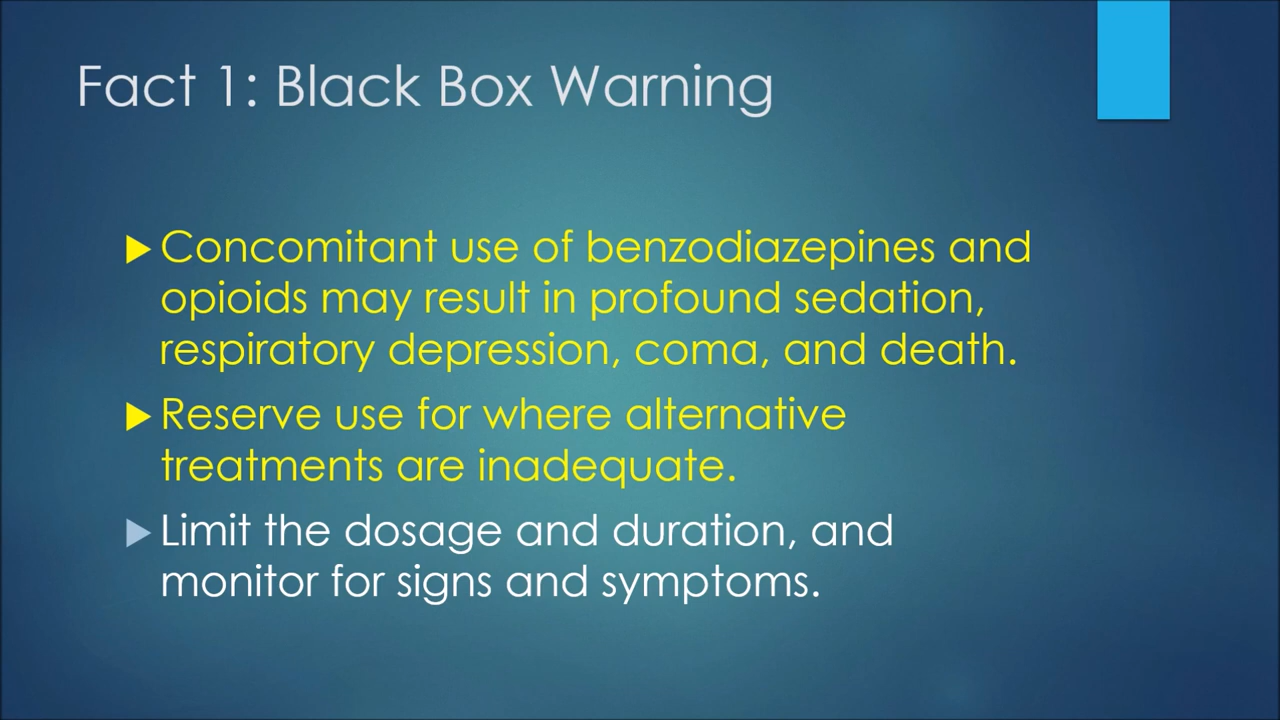 Fact 1: Black Box Warning
Concomitant use of benzodiazepines and
opioids may result in profound sedation,
respiratory depression, coma, and death.
Reserve use for where alternative
treatments are inadequate.
Limit the dosage and duration, and
monitor for signs and symptoms.